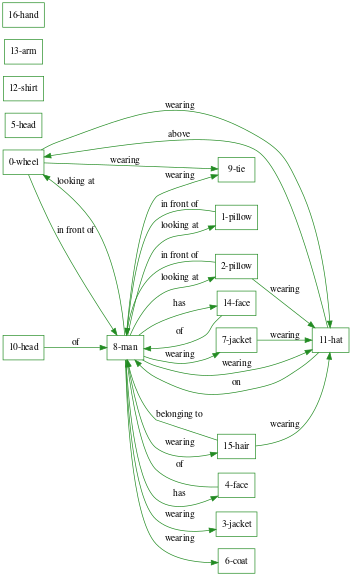 16-hand
13-arm
12-shirt
wearing
5-head
above
0-wheel
wearing
9-tie
looking at
wearing
in front of
1-pillow
in front of
looking at
in front of
2-pillow
looking at
wearing
has
14-face
of
wearing
7-jacket
of
10-head
8-man
11-hat
wearing
wearing
on
belonging to
wearing
wearing
15-hair
of
4-face
has
wearing
3-jacket
wearing
6-coat